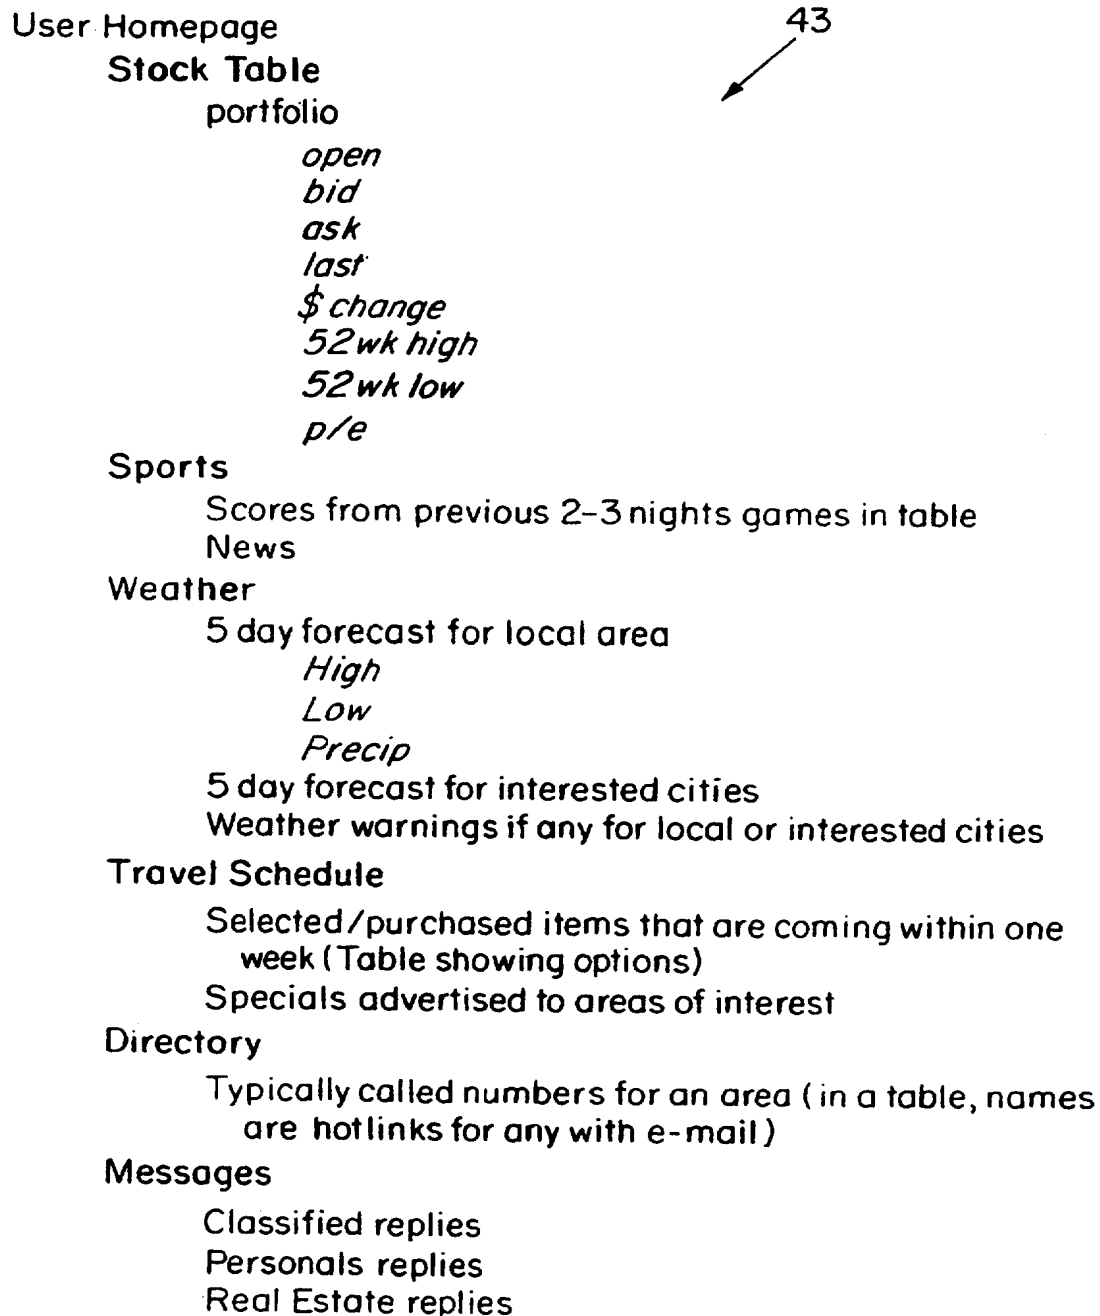 User Homepage
43
Stock Table
portfolio
open
bid
ask
last
$ change
52 wk high
52 wk low
p/e
Sports
Scores from previous 2-3 nights games in table
News
Weather
5 day forecast for local area
High
Low
Precip
5 day forecast for interested cities
Weather warnings if any for local or interested cities
Travel Schedule
Selected/purchased items that are coming within one
week (Table showing options)
Specials advertised to areas of interest
Directory
Typically called numbers for an area (in a table, names
are hotlinks for any with e-mail)
Messages
Classified replies
Personals replies
Real Estate replies